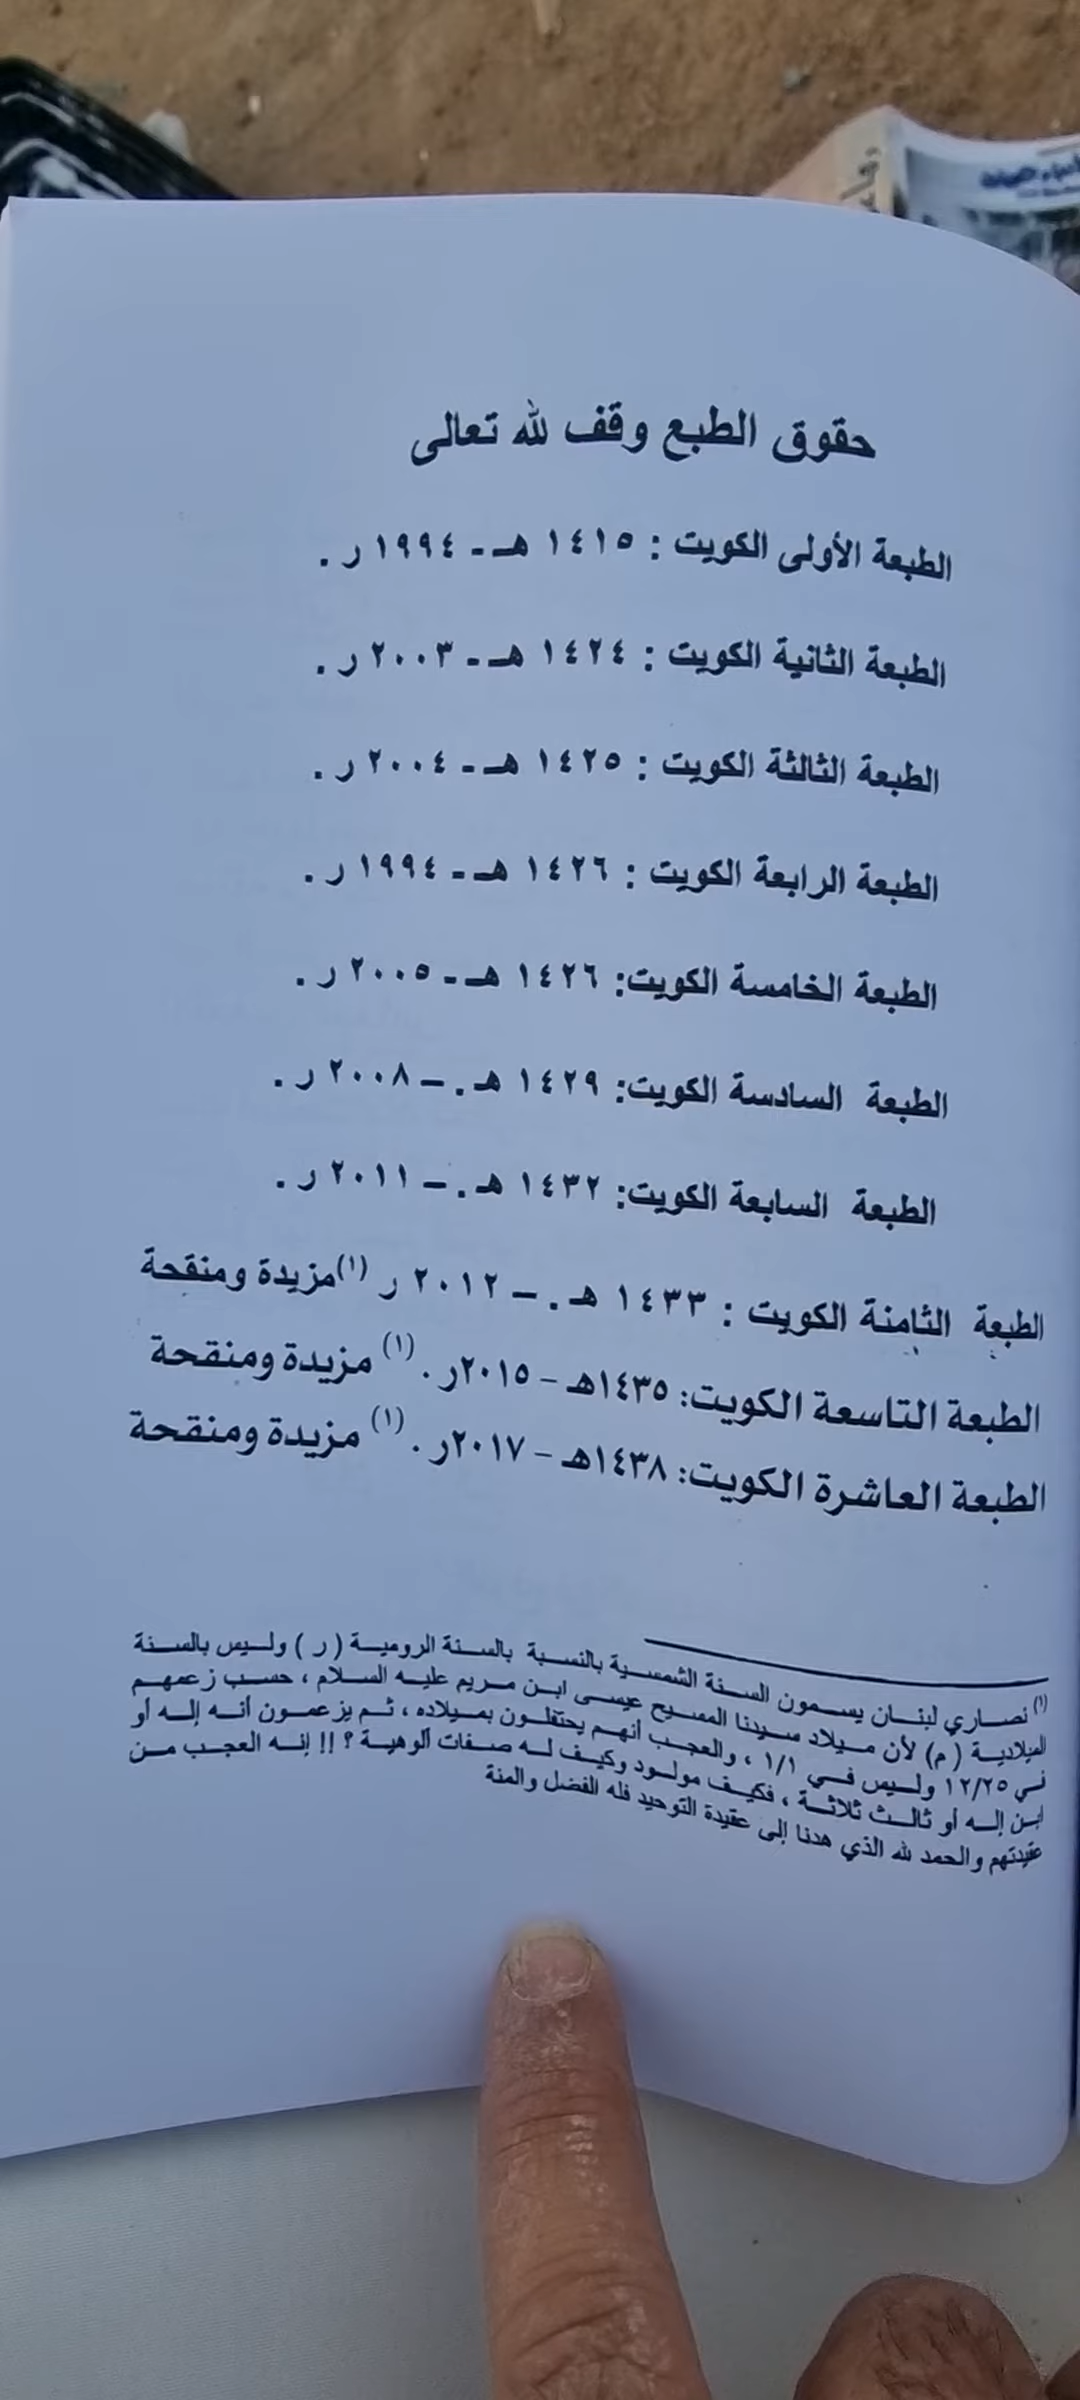 حقوق الطبع وقف لله تعالى
الطبعة الأولى الكويت : ١٤١٥ هـ - ١٩٩٤ ر .
الطبعة الثانية الكويت : ١٤٢٤ هـ - ٢٠٠٣ ر .
الطبعة الثالثة الكويت : ١٤٢٥ هـ - ٢٠٠٤ ر .
الطبعة الرابعة الكويت : ١٤٢٦ هـ - ١٩٩٤ ر .
الطبعة الخامسة الكويت: ١٤٢٦ هـ - ٢٠٠٥ ر .
الطبعة السادسة الكويت: ١٤٢٩ هـ . – ٢٠٠٨ ر .
الطبعة السابعة الكويت: ١٤٣٢ هـ . – ٢٠١١ ر .
الطبعة الثامنة الكويت : ١٤٣٣ هـ . – ٢٠١٢ ر (١) مزيدة ومنقحة
الطبعة التاسعة الكويت: ١٤٣٥هـ – ٢٠١٥ر . (١) مزيدة ومنقحة
الطبعة العاشرة الكويت: ١٤٣٨هـ – ٢٠١٧ر . (١) مزيدة ومنقحة
(١) نصاري لبنان يسمون السنة الشمسية بالنسبة بالسنة الرومية ( ر ) وليس بالسنة
الميلادية ( م ) لأن ميلاد سيدنا المسيح عيسى ابن مريم عليه السلام ، حسب زعمهم
في ١٢/٢٥ وليس في ١/١ ، والعجب أنهم يحتفلون بميلاده ، ثم يزعمون أنه إله أو
ابن إله أو ثالث ثلاثة ، فكيف مولود وكيف له صفات ألوهية ؟ !! إنه العجب من
عقيدتهم والحمد لله الذي هدنا إلى عقيدة التوحيد فله الفضل والمنة